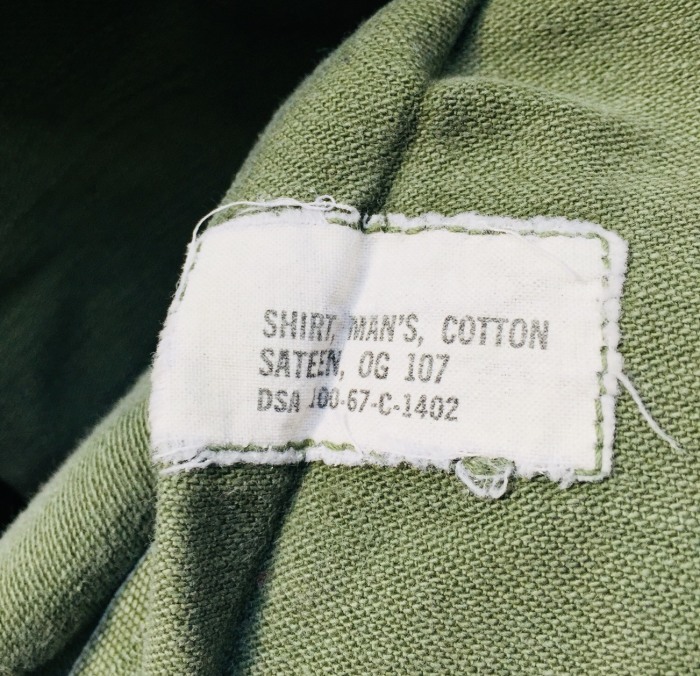 SHIRT, MAN'S, COTTON
SATEEN, OG 107
DSA 100-67-C-1402